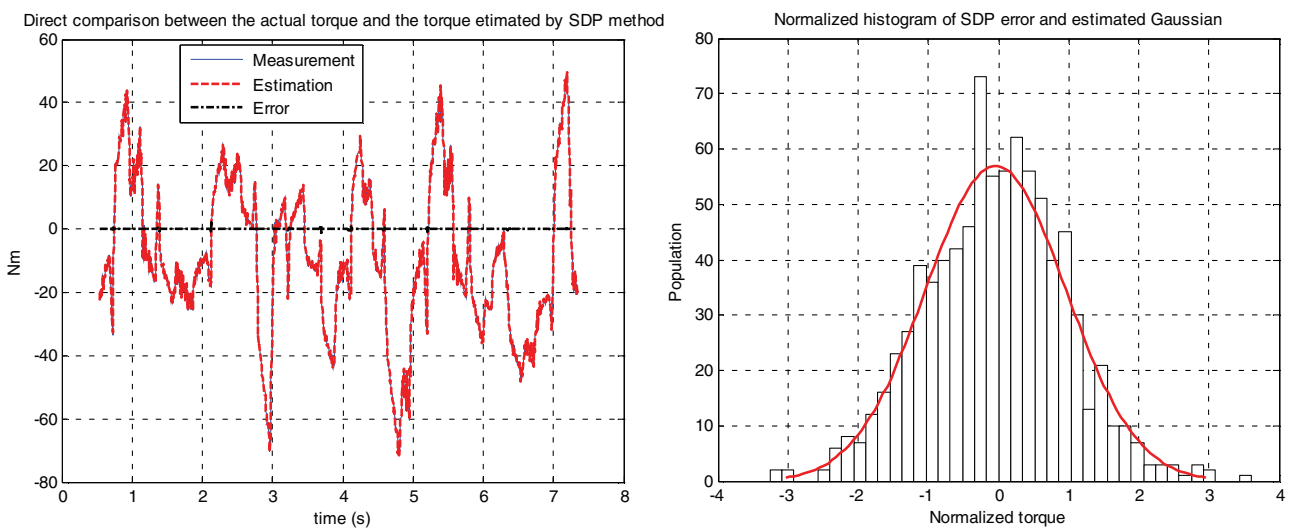 Direct comparison between the actual torque and the torque etimated by SDP method
60
40
20
0
-20
-40
-60
-80
Nm
Measurement
Estimation
Error
0 1 2 3 4 5 6 7 8
time (s)
Normalized histogram of SDP error and estimated Gaussian
80
70
60
50
40
30
20
10
0
Population
-4 -3 -2 -1 0 1 2 3 4
Normalized torque